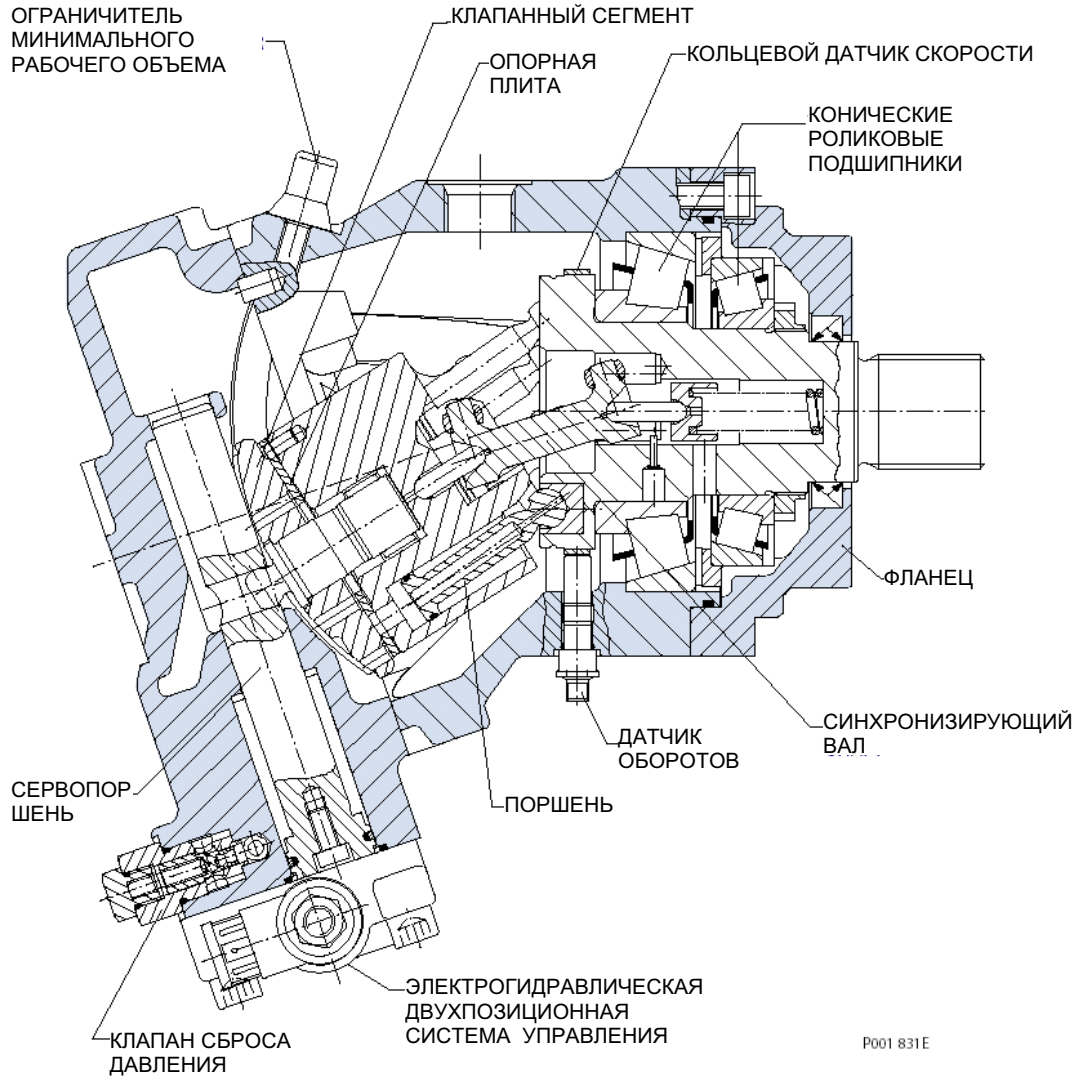 ОГРАНИЧИТЕЛЬ
МИНИМАЛЬНОГО
РАБОЧЕГО ОБЪЕМА
КЛАПАННЫЙ СЕГМЕНТ
ОПОРНАЯ
ПЛИТА
КОЛЬЦЕВОЙ ДАТЧИК СКОРОСТИ
КОНИЧЕСКИЕ
РОЛИКОВЫЕ
ПОДШИПНИКИ
ФЛАНЕЦ
СИНХРОНИЗИРУЮЩИЙ
ВАЛ
ДАТЧИК
ОБОРОТОВ
ПОРШЕНЬ
СЕРВОПОР
ШЕНЬ
ЭЛЕКТРОГИДРАВЛИЧЕСКАЯ
ДВУХПОЗИЦИОННАЯ
СИСТЕМА УПРАВЛЕНИЯ
КЛАПАН СБРОСА
ДАВЛЕНИЯ
P001 831E